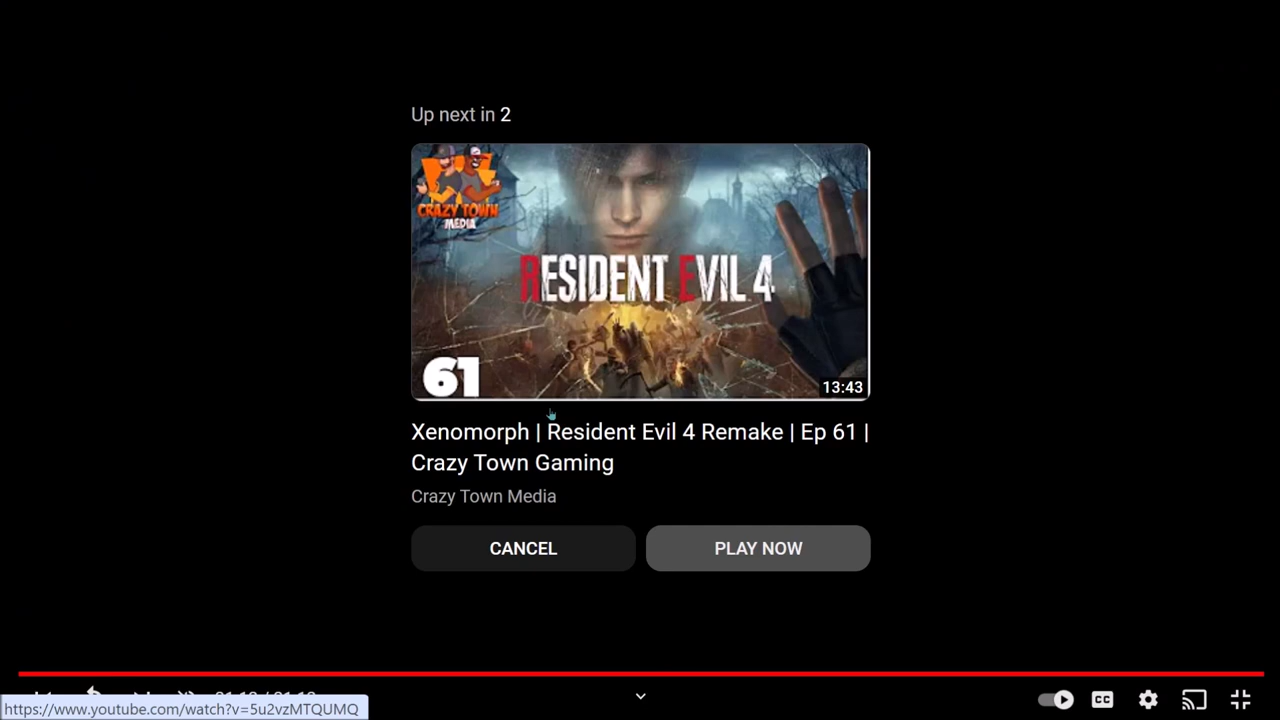 Up next in 2
CRAZY TOWN
MEDIA
RESIDENT EVIL 4
61
13:43
Xenomorph | Resident Evil 4 Remake | Ep 61 |
Crazy Town Gaming
Crazy Town Media
CANCEL
PLAY NOW
CC
https://www.youtube.com/watch?v=5u2vzMTQUMQ